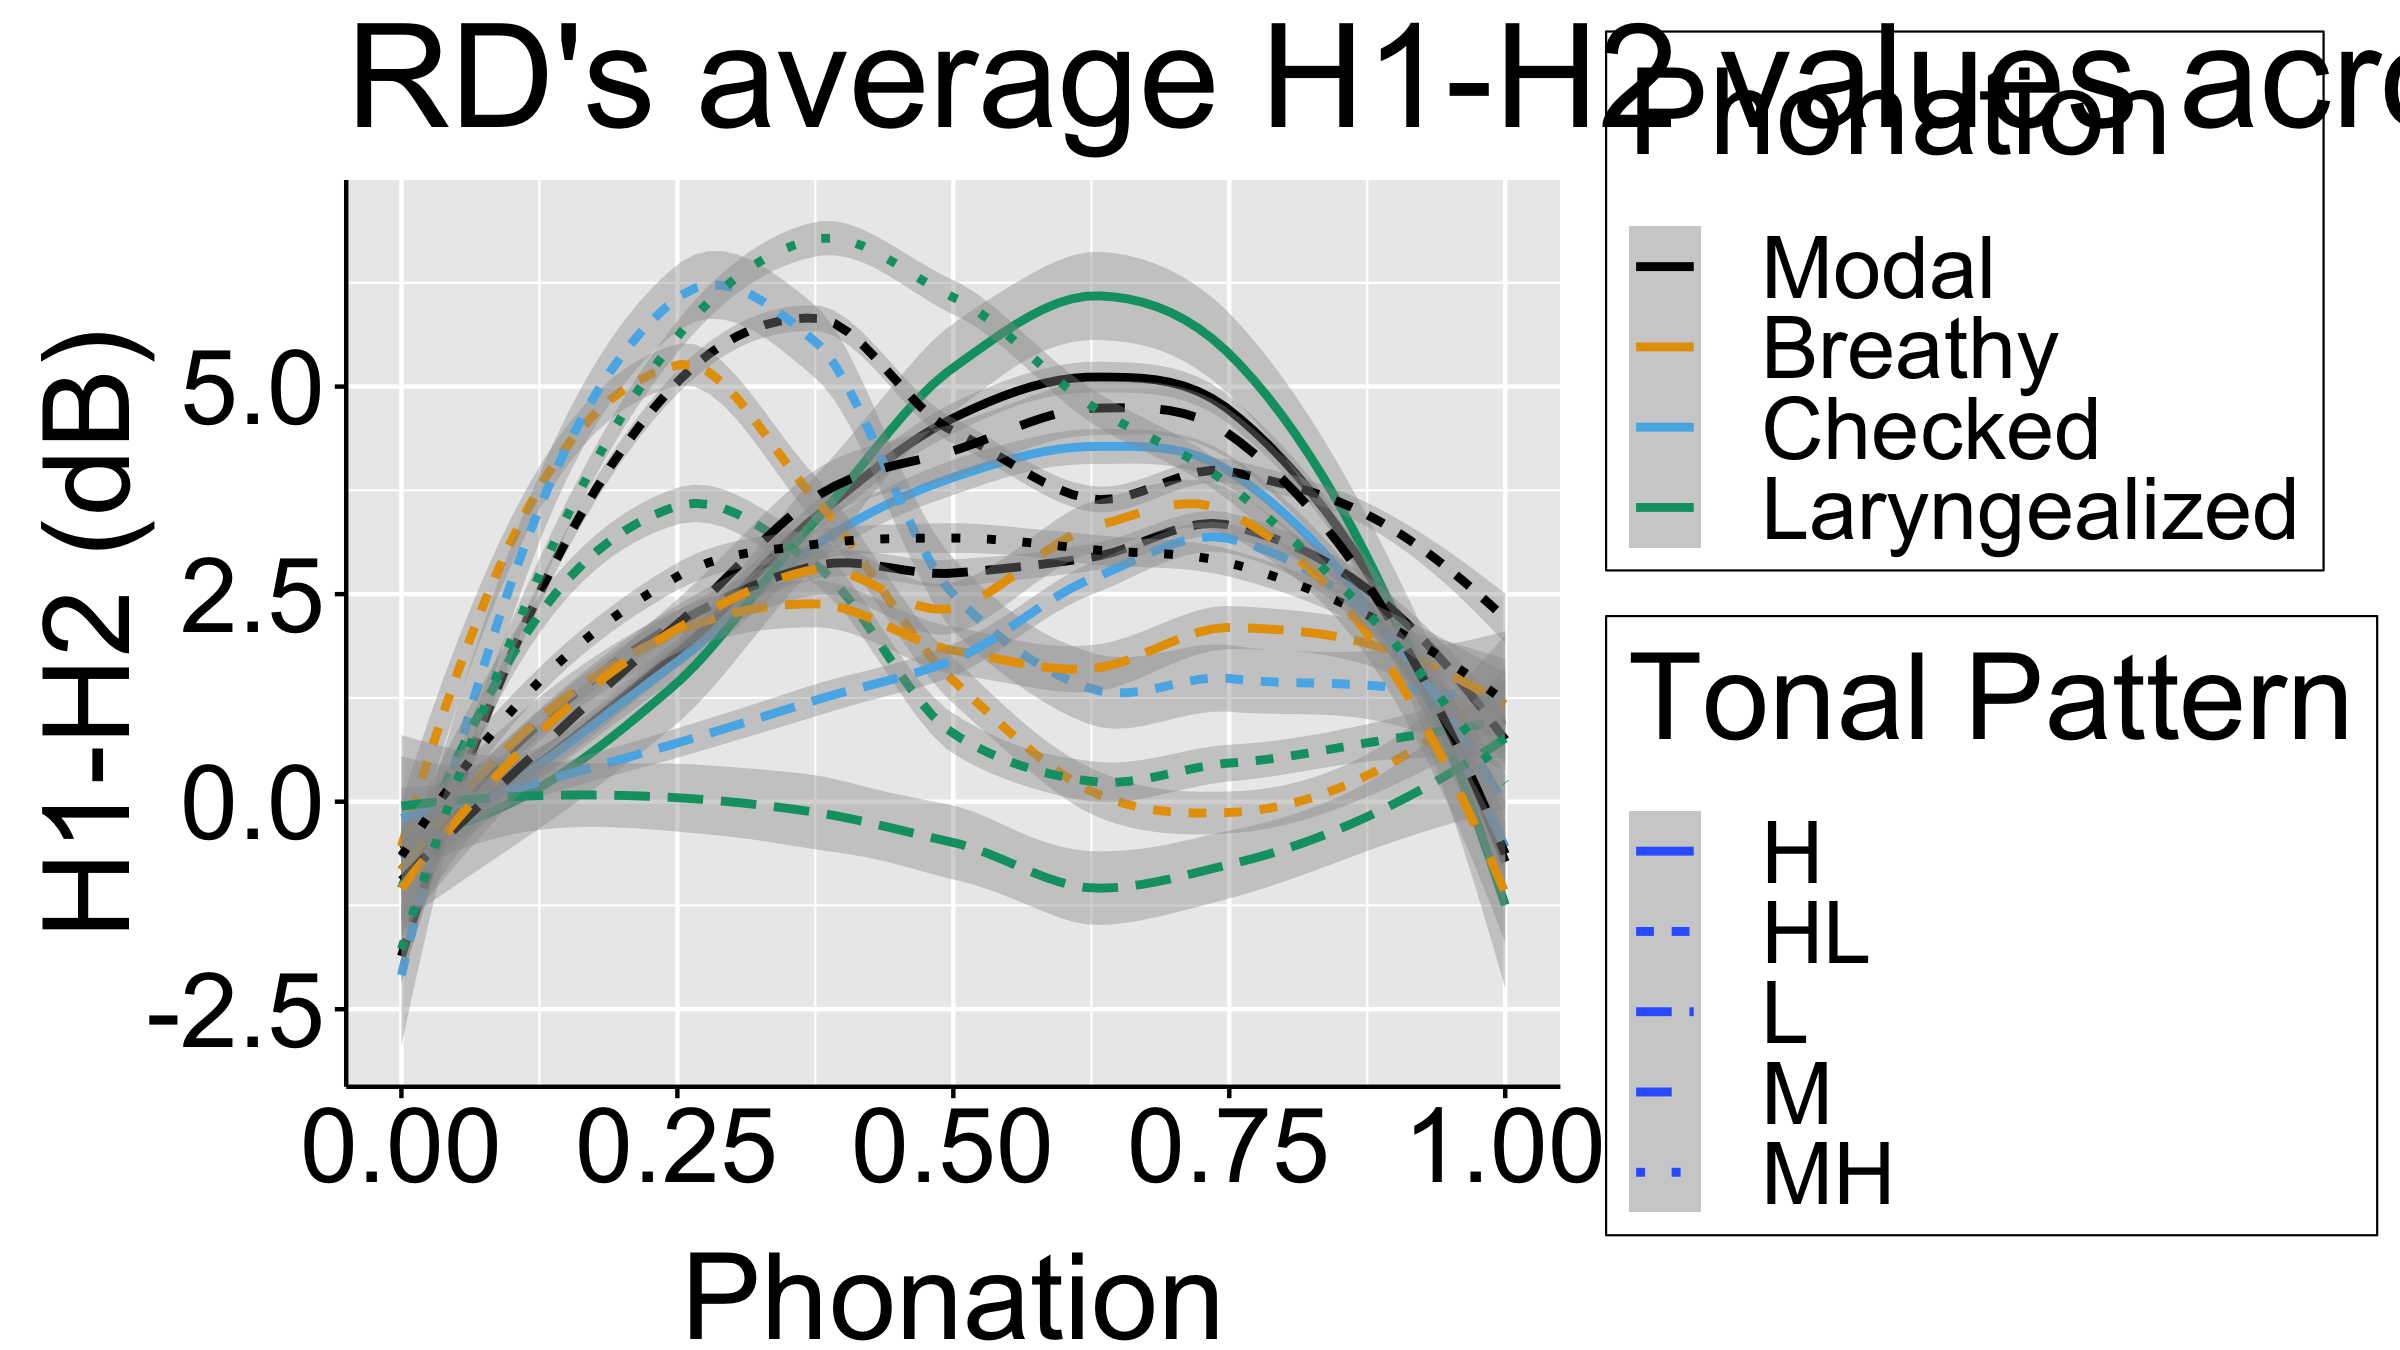 RD's average H1-H2 values
Phonation
Modal
Breathy
Checked
Laryngealized
Tonal Pattern
H
HL
L
M
MH
H1-H2 (dB)
5.0
2.5
0.0
-2.5
0.00 0.25 0.50 0.75 1.00
Phonation